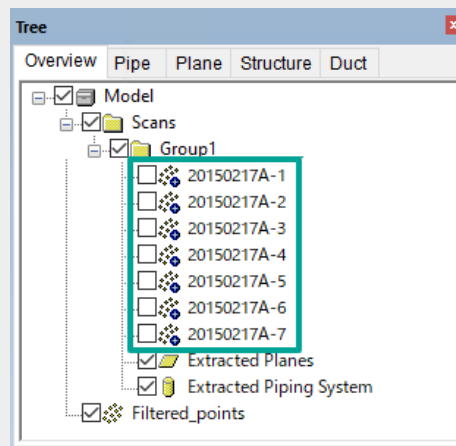 Tree
Overview Pipe Plane Structure Duct
Model
Scans
Group1
20150217A-1
20150217A-2
20150217A-3
20150217A-4
20150217A-5
20150217A-6
20150217A-7
Extracted Planes
Extracted Piping System
Filtered_points